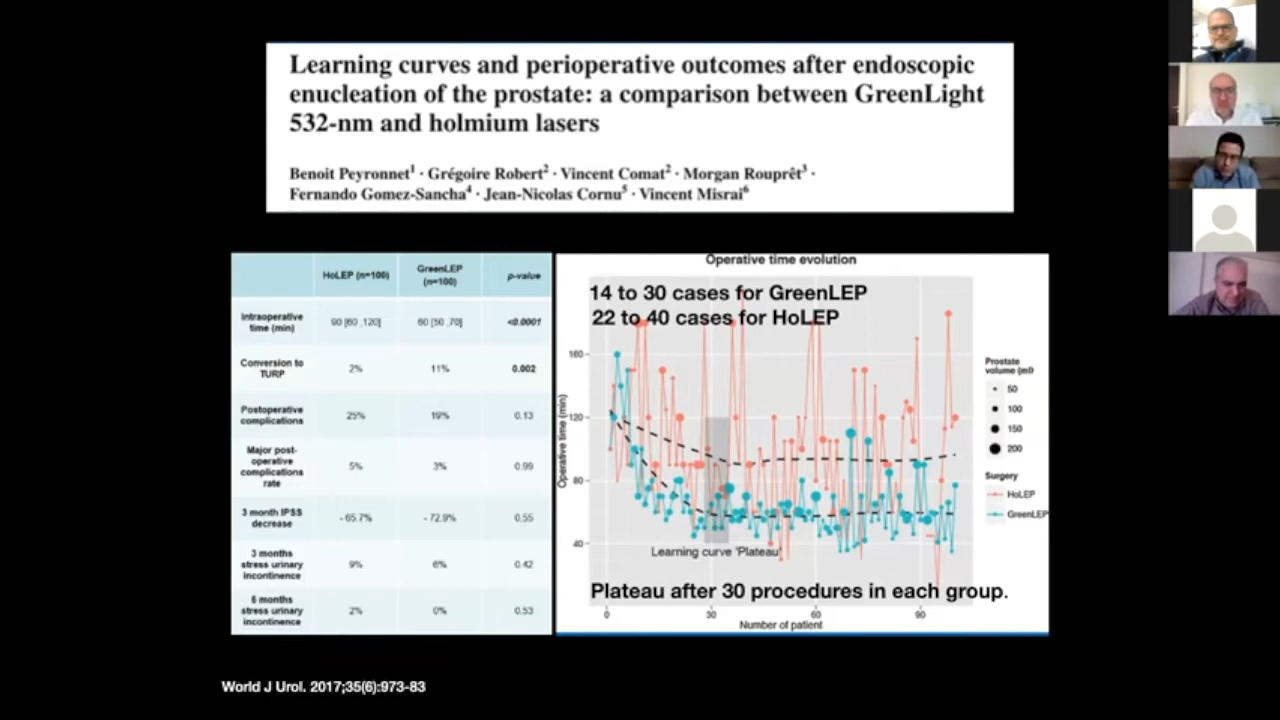 Learning curves and perioperative outcomes after endoscopic
enucleation of the prostate: a comparison between GreenLight
532-nm and holmium lasers
Benoit Peyronnet¹ · Grégoire Robert² · Vincent Comat² · Morgan Rouprêt³ ·
Fernando Gomez-Sancha⁴ · Jean-Nicolas Cornu⁵ · Vincent Misrai⁶
HoLEP (n=100) GreenLEP (n=100) p-value
Intraoperative time (min) 90 [60 ,120] 60 [50 ,70] <0.0001
Conversion to TURP 2% 11% 0.002
Postoperative complications 25% 19% 0.13
Major post-operative complications rate 5% 3% 0.99
3 month IPSS decrease - 65.7% - 72.9% 0.55
3 months stress urinary incontinence 9% 6% 0.42
6 months stress urinary incontinence 2% 0% 0.53
Operative time evolution
14 to 30 cases for GreenLEP
22 to 40 cases for HoLEP
160
120
80
40
Operative time (min)
Learning curve 'Plateau'
Plateau after 30 procedures in each group.
0 30 60 90
Number of patient
Prostate
volume (ml)
50
100
150
200
Surgery
HoLEP
GreenLEP
World J Urol. 2017;35(6):973-83